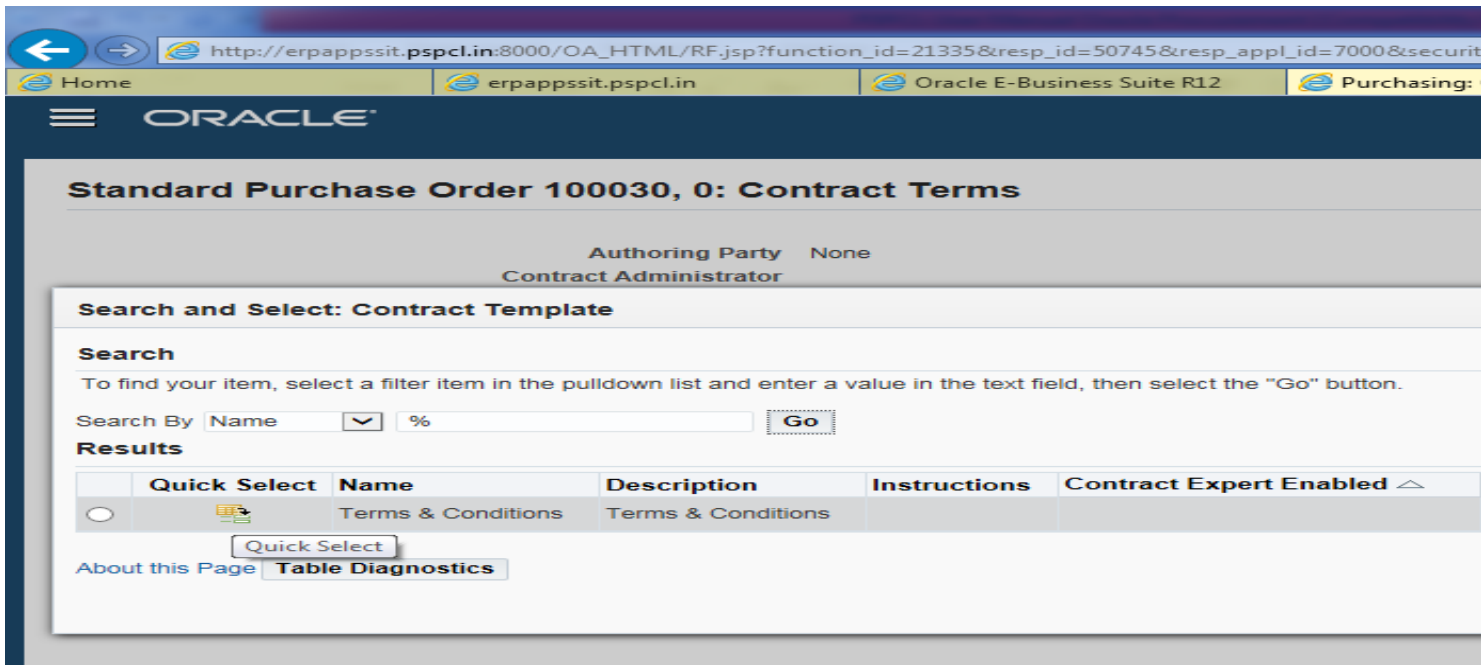 http://erpappssit.pspcl.in:8000/OA_HTML/RF.jsp?function_id=21335&resp_id=50745&resp_appl_id=7000&securit
Home erpappssit.pspcl.in Oracle E-Business Suite R12 Purchasing:
ORACLE
Standard Purchase Order 100030, 0: Contract Terms
Authoring Party None
Contract Administrator
Search and Select: Contract Template
Search
To find your item, select a filter item in the pulldown list and enter a value in the text field, then select the "Go" button.
Search By Name % Go
Results
Quick Select Name Description Instructions Contract Expert Enabled
Terms & Conditions Terms & Conditions
Quick Select
About this Page Table Diagnostics